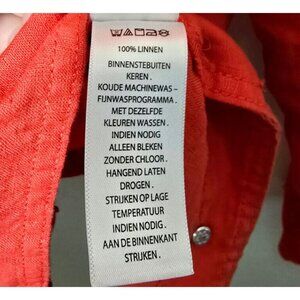 100% LINNEN
BINNENSTEBUITEN
KEREN .
KOUDE MACHINEWAS –
FIJNWASPROGRAMMA .
MET DEZELFDE
KLEUREN WASSEN .
INDIEN NODIG
ALLEEN BLEKEN
ZONDER CHLOOR .
HANGEND LATEN
DROGEN .
STRIJKEN OP LAGE
TEMPERATUUR
INDIEN NODIG .
AAN DE BINNENKANT
STRIJKEN .